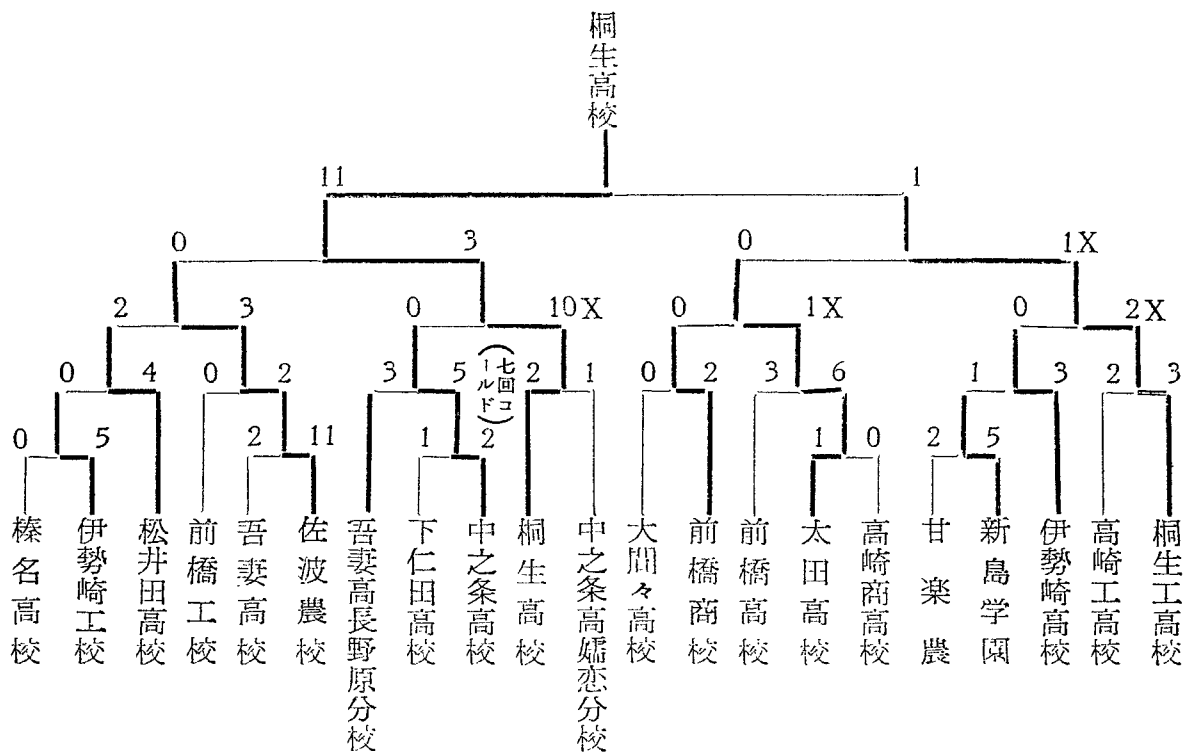 桐生高校
11 1
0 3 0 1X
2 3 0 10X 0 1X 0 2X
0 4 0 2 3 5 (七回コールド) 2 1 0 2 3 6 1 3 2 3
0 5 2 11 1 2 1 0 2 5
榛名高校
伊勢崎工校
松井田高校
前橋工校
吾妻高校
佐波農校
吾妻高長野原分校
下仁田高校
中之条高校
桐生高校
中之条高嬬恋分校
大間々高校
前橋商校
前橋高校
太田高校
高崎商高校
甘楽農
新島学園
伊勢崎高校
高崎工高校
桐生工高校